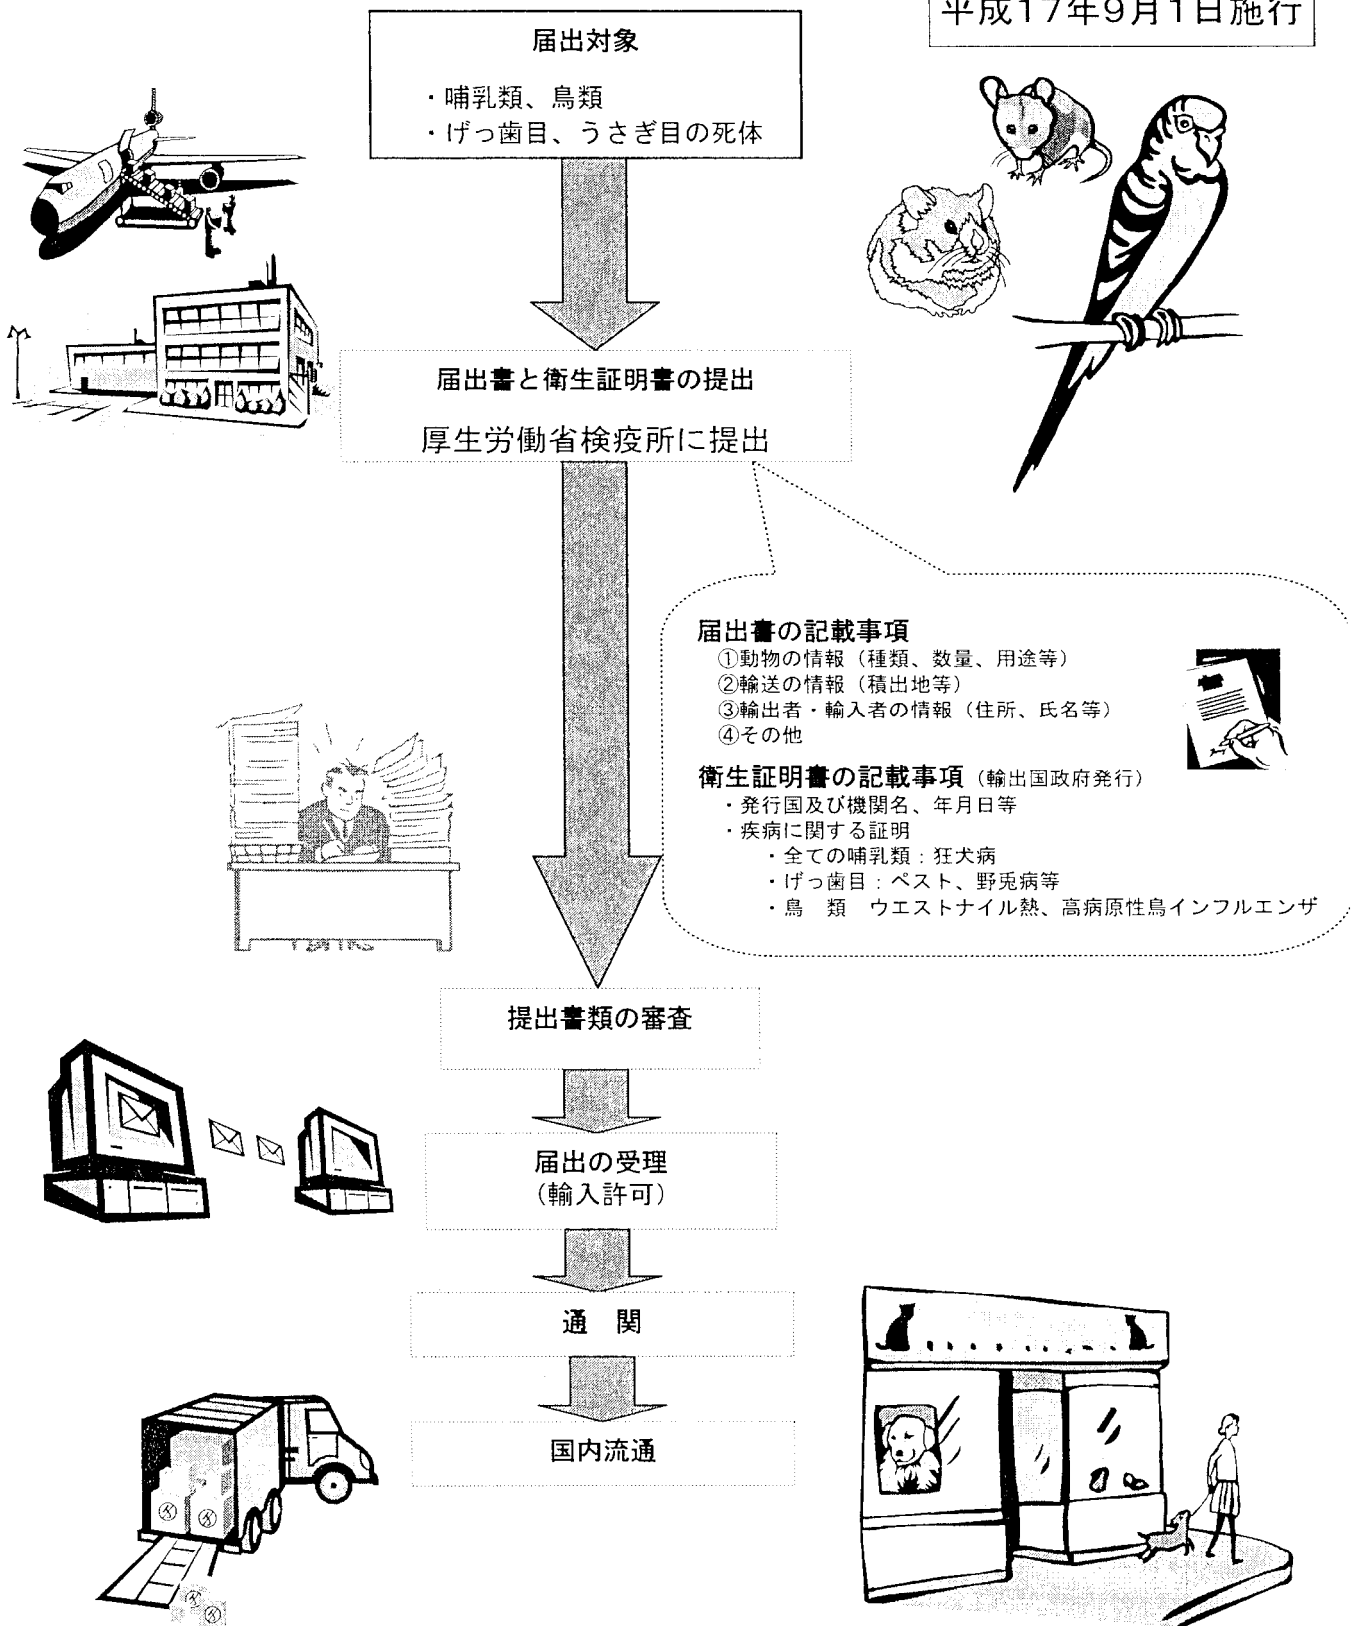 平成17年9月1日施行
届出対象
・哺乳類、鳥類
・げっ歯目、うさぎ目の死体
届出書と衛生証明書の提出
厚生労働省検疫所に提出
届出書の記載事項
①動物の情報（種類、数量、用途等）
②輸送の情報（積出地等）
③輸出者・輸入者の情報（住所、氏名等）
④その他
衛生証明書の記載事項（輸出国政府発行）
・発行国及び機関名、年月日等
・疾病に関する証明
・全ての哺乳類：狂犬病
・げっ歯目：ペスト、野兎病等
・鳥　類　ウエストナイル熱、高病原性鳥インフルエンザ
提出書類の審査
届出の受理
（輸入許可）
通　関
国内流通